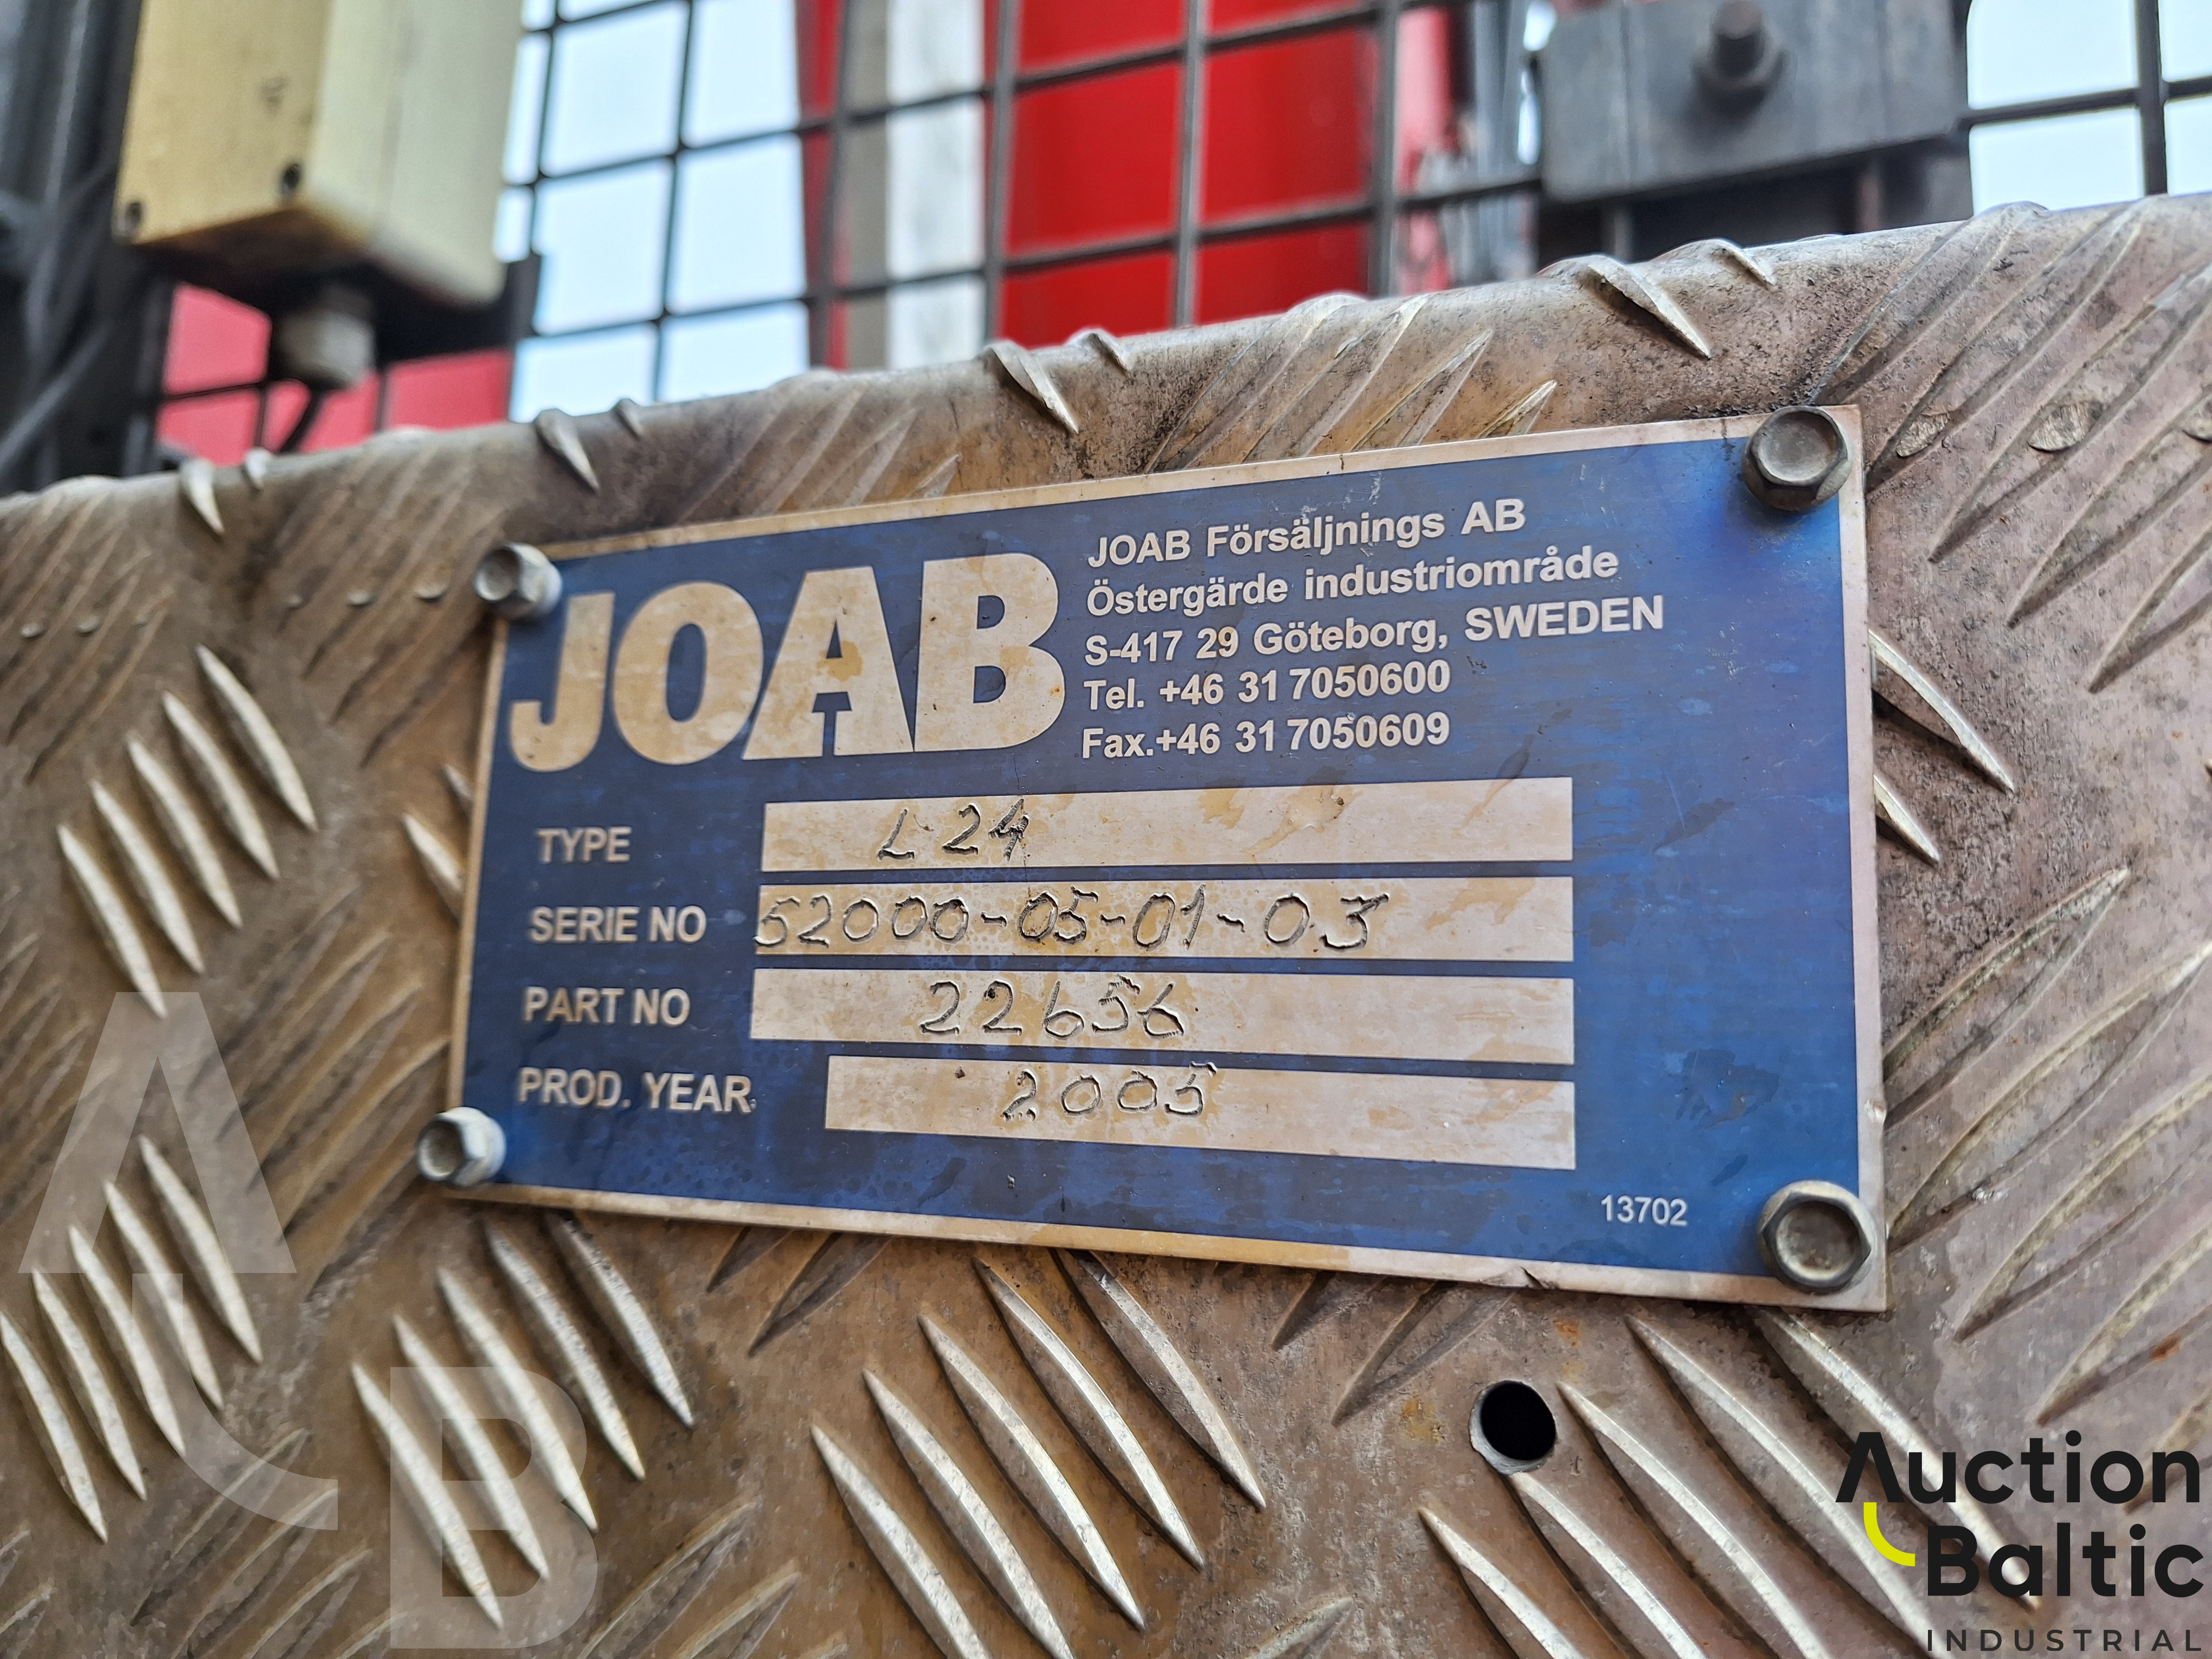 JOAB
JOAB Försäljnings AB
Östergärde industriområde
S-417 29 Göteborg, SWEDEN
Tel. +46 31 7050600
Fax.+46 31 7050609
TYPE L24
SERIE NO 52000-05-01-03
PART NO 22656
PROD. YEAR 2005
13702
Auction
Baltic
INDUSTRIAL